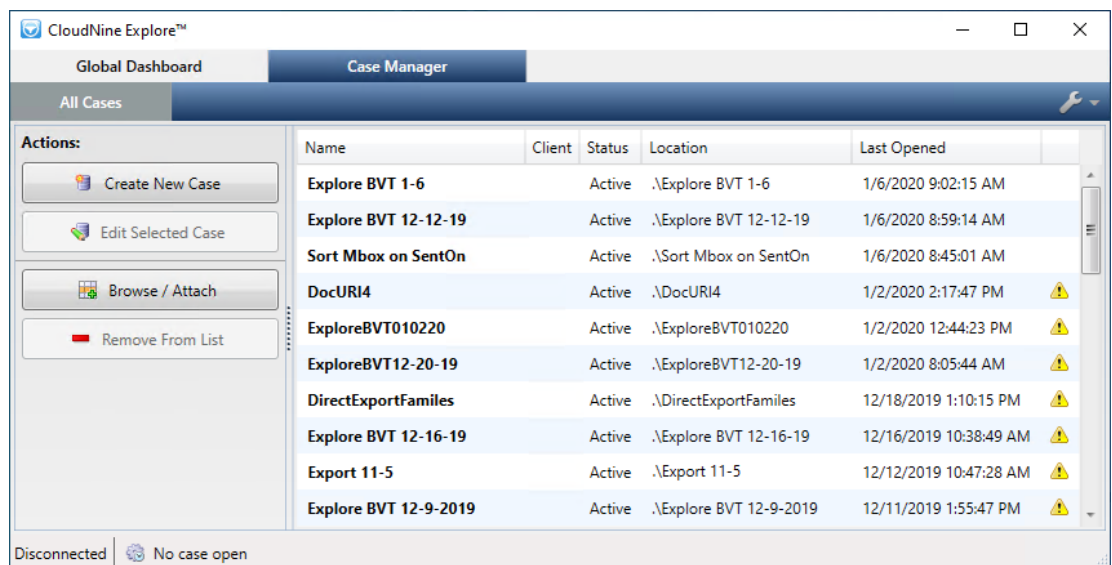 CloudNine Explore™
Global Dashboard Case Manager
All Cases
Actions:
Create New Case
Edit Selected Case
Browse / Attach
Remove From List
Name Client Status Location Last Opened
Explore BVT 1-6 Active .\Explore BVT 1-6 1/6/2020 9:02:15 AM
Explore BVT 12-12-19 Active .\Explore BVT 12-12-19 1/6/2020 8:59:14 AM
Sort Mbox on SentOn Active .\Sort Mbox on SentOn 1/6/2020 8:45:01 AM
DocURI4 Active .\DocURI4 1/2/2020 2:17:47 PM
ExploreBVT010220 Active .\ExploreBVT010220 1/2/2020 12:44:23 PM
ExploreBVT12-20-19 Active .\ExploreBVT12-20-19 1/2/2020 8:05:44 AM
DirectExportFamiles Active .\DirectExportFamiles 12/18/2019 1:10:15 PM
Explore BVT 12-16-19 Active .\Explore BVT 12-16-19 12/16/2019 10:38:49 AM
Export 11-5 Active .\Export 11-5 12/12/2019 10:47:28 AM
Explore BVT 12-9-2019 Active .\Explore BVT 12-9-2019 12/11/2019 1:55:47 PM
Disconnected No case open